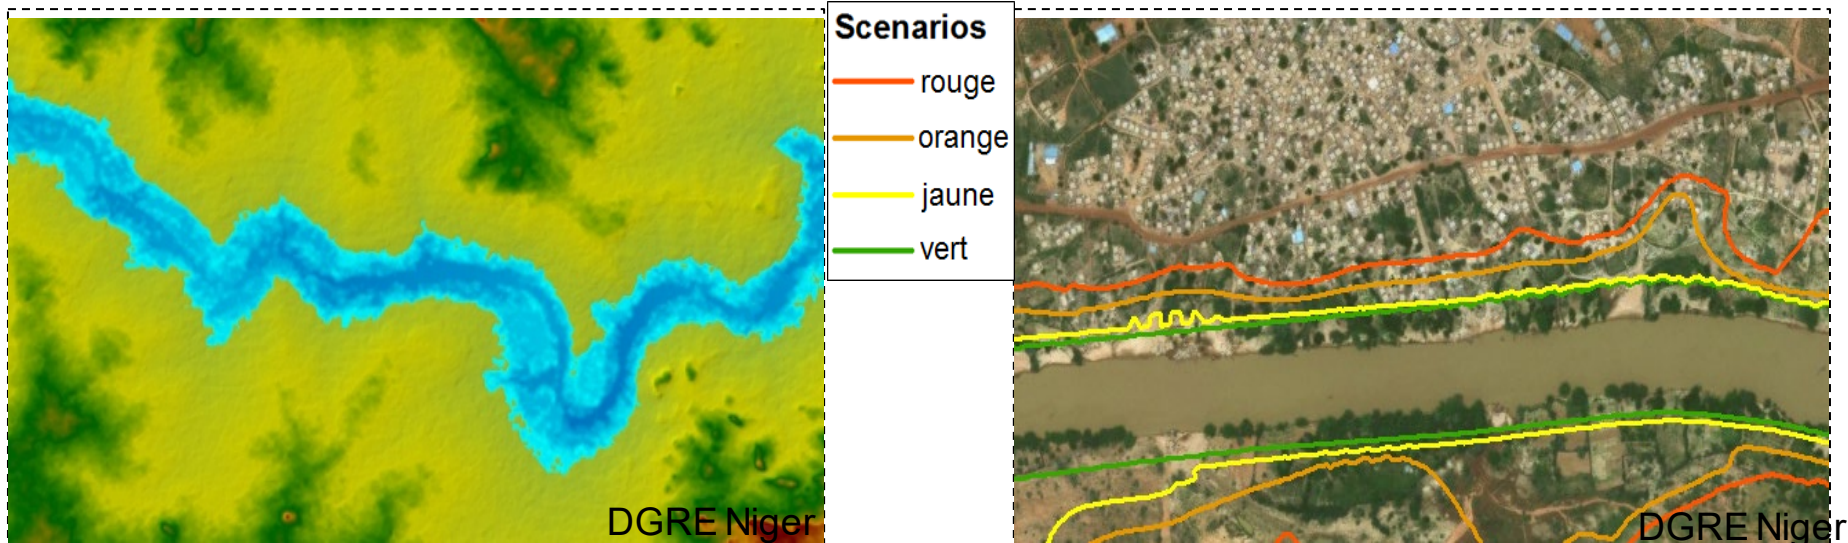 Scenarios
rouge
orange
jaune
vert
DGRE Niger
DGRE Niger